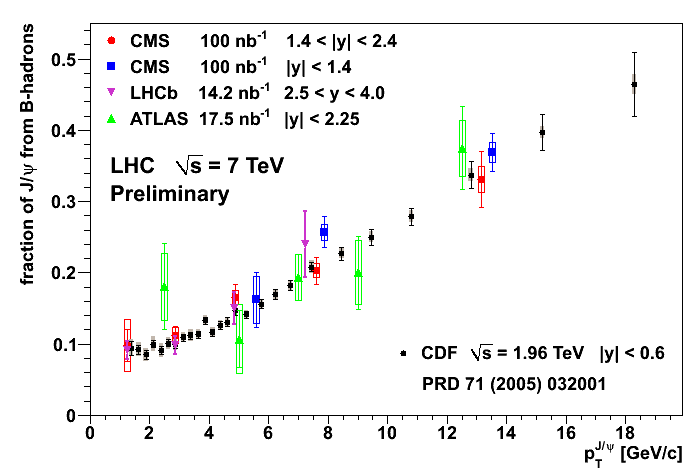 fraction of J/ψ from B-hadrons
0.5
0.4
0.3
0.2
0.1
0
CMS 100 nb⁻¹ 1.4 < |y| < 2.4
CMS 100 nb⁻¹ |y| < 1.4
LHCb 14.2 nb⁻¹ 2.5 < y < 4.0
ATLAS 17.5 nb⁻¹ |y| < 2.25
LHC √s = 7 TeV
Preliminary
CDF √s = 1.96 TeV |y| < 0.6
PRD 71 (2005) 032001
0 2 4 6 8 10 12 14 16 18
p_T^J/ψ [GeV/c]